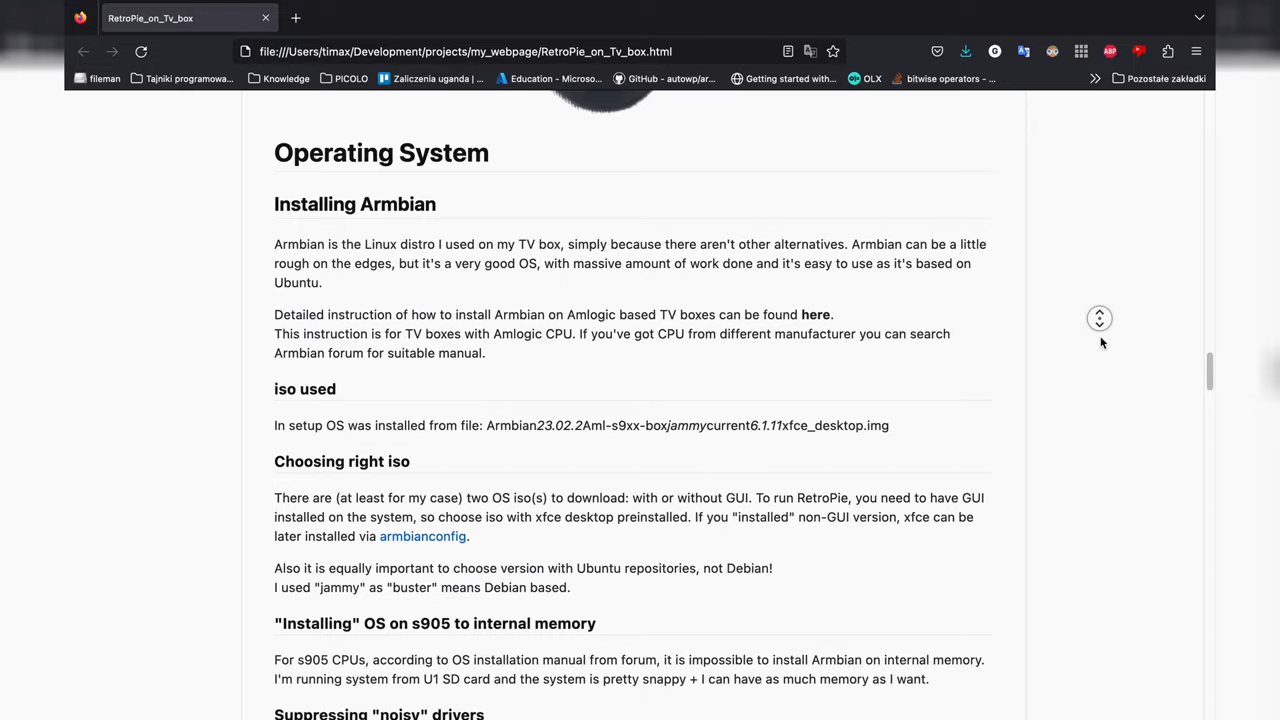 RetroPie_on_Tv_box
file:///Users/timax/Development/projects/my_webpage/RetroPie_on_Tv_box.html
G
ABP
fileman
Tajniki programowa...
Knowledge
PICOLO
Zaliczenia uganda | ...
Education - Microso...
GitHub - autowp/ar...
Getting started with...
OLX
bitwise operators - ...
Pozostałe zakładki
Operating System
Installing Armbian
Armbian is the Linux distro I used on my TV box, simply because there aren't other alternatives. Armbian can be a little
rough on the edges, but it's a very good OS, with massive amount of work done and it's easy to use as it's based on
Ubuntu.
Detailed instruction of how to install Armbian on Amlogic based TV boxes can be found here.
This instruction is for TV boxes with Amlogic CPU. If you've got CPU from different manufacturer you can search
Armbian forum for suitable manual.
iso used
In setup OS was installed from file: Armbian23.02.2Aml-s9xx-boxjammycurrent6.1.11xfce_desktop.img
Choosing right iso
There are (at least for my case) two OS iso(s) to download: with or without GUI. To run RetroPie, you need to have GUI
installed on the system, so choose iso with xfce desktop preinstalled. If you "installed" non-GUI version, xfce can be
later installed via armbianconfig.
Also it is equally important to choose version with Ubuntu repositories, not Debian!
I used "jammy" as "buster" means Debian based.
"Installing" OS on s905 to internal memory
For s905 CPUs, according to OS installation manual from forum, it is impossible to install Armbian on internal memory.
I'm running system from U1 SD card and the system is pretty snappy + I can have as much memory as I want.
Suppressing "noisy" drivers